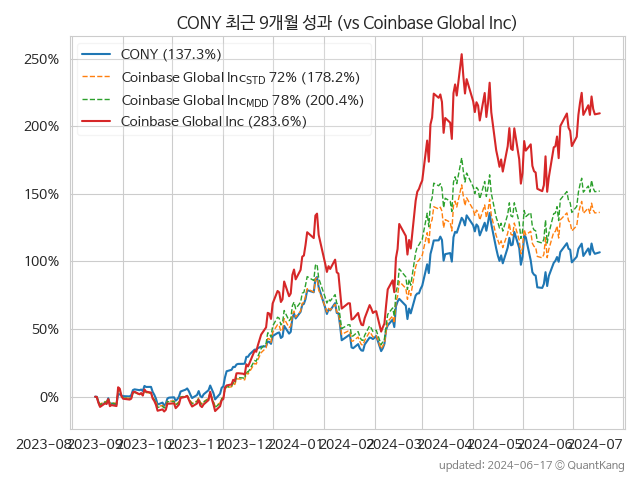 CONY 최근 9개월 성과 (vs Coinbase Global Inc)
250%
200%
150%
100%
50%
0%
CONY (137.3%)
Coinbase Global IncSTD 72% (178.2%)
Coinbase Global IncMDD 78% (200.4%)
Coinbase Global Inc (283.6%)
2023-08 2023-09 2023-10 2023-11 2023-12 2024-01 2024-02 2024-03 2024-04 2024-05 2024-06 2024-07
updated: 2024-06-17 © QuantKang